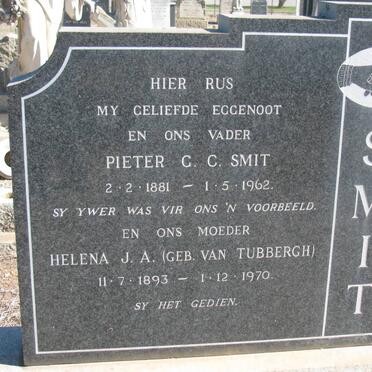 HIER RUS
MY GELIEFDE EGGENOOT
EN ONS VADER
PIETER G. C. SMIT
2·2·1881 – 1·5·1962.
SY YWER WAS VIR ONS 'N VOORBEELD.
EN ONS MOEDER
HELENA J. A. (GEB. VAN TUBBERGH)
11·7·1893 – 1·12·1970.
SY HET GEDIEN.
SMIT